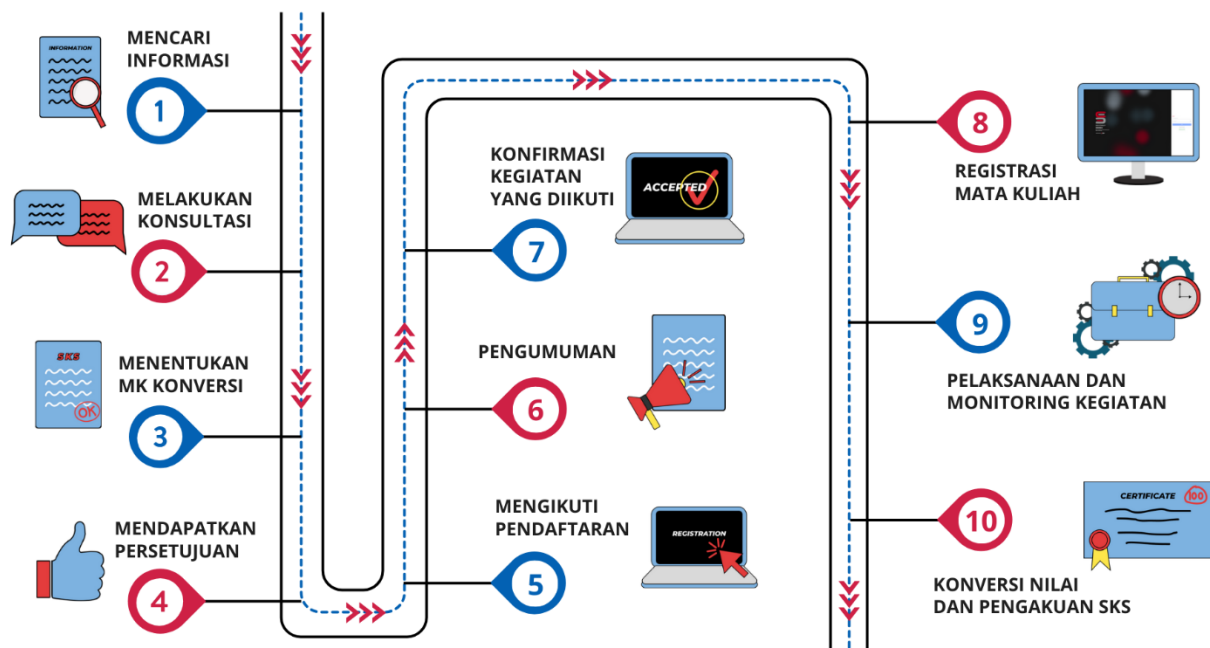 INFORMATION
MENCARI
INFORMASI
1
MELAKUKAN
KONSULTASI
2
SKS
OK
MENENTUKAN
MK KONVERSI
3
MENDAPATKAN
PERSETUJUAN
4
MENGIKUTI
PENDAFTARAN
5
REGISTRATION
PENGUMUMAN
6
KONFIRMASI
KEGIATAN
YANG DIIKUTI
7
ACCEPTED
8
REGISTRASI
MATA KULIAH
9
PELAKSANAAN DAN
MONITORING KEGIATAN
10
CERTIFICATE
100
KONVERSI NILAI
DAN PENGAKUAN SKS